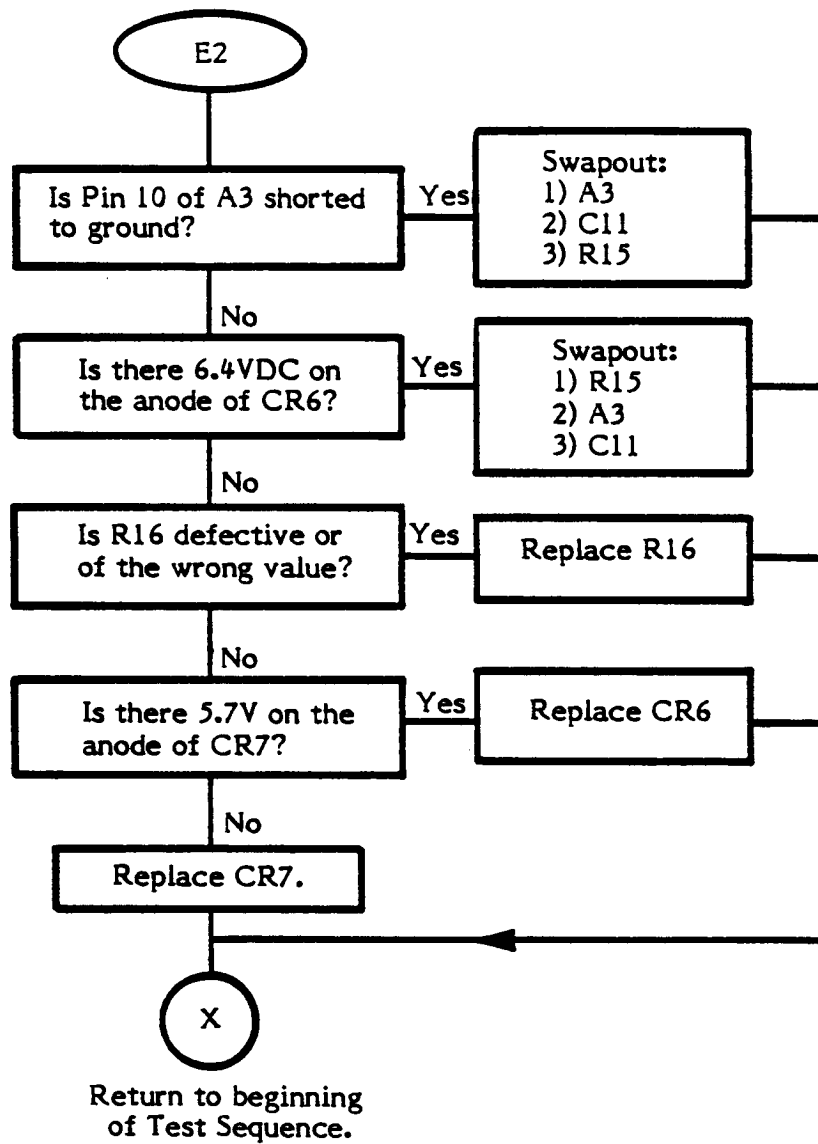 E2
Is Pin 10 of A3 shorted
to ground?
Yes
Swapout:
1) A3
2) C11
3) R15
No
Is there 6.4VDC on
the anode of CR6?
Yes
Swapout:
1) R15
2) A3
3) C11
No
Is R16 defective or
of the wrong value?
Yes
Replace R16
No
Is there 5.7V on the
anode of CR7?
Yes
Replace CR6
No
Replace CR7.
X
Return to beginning
of Test Sequence.